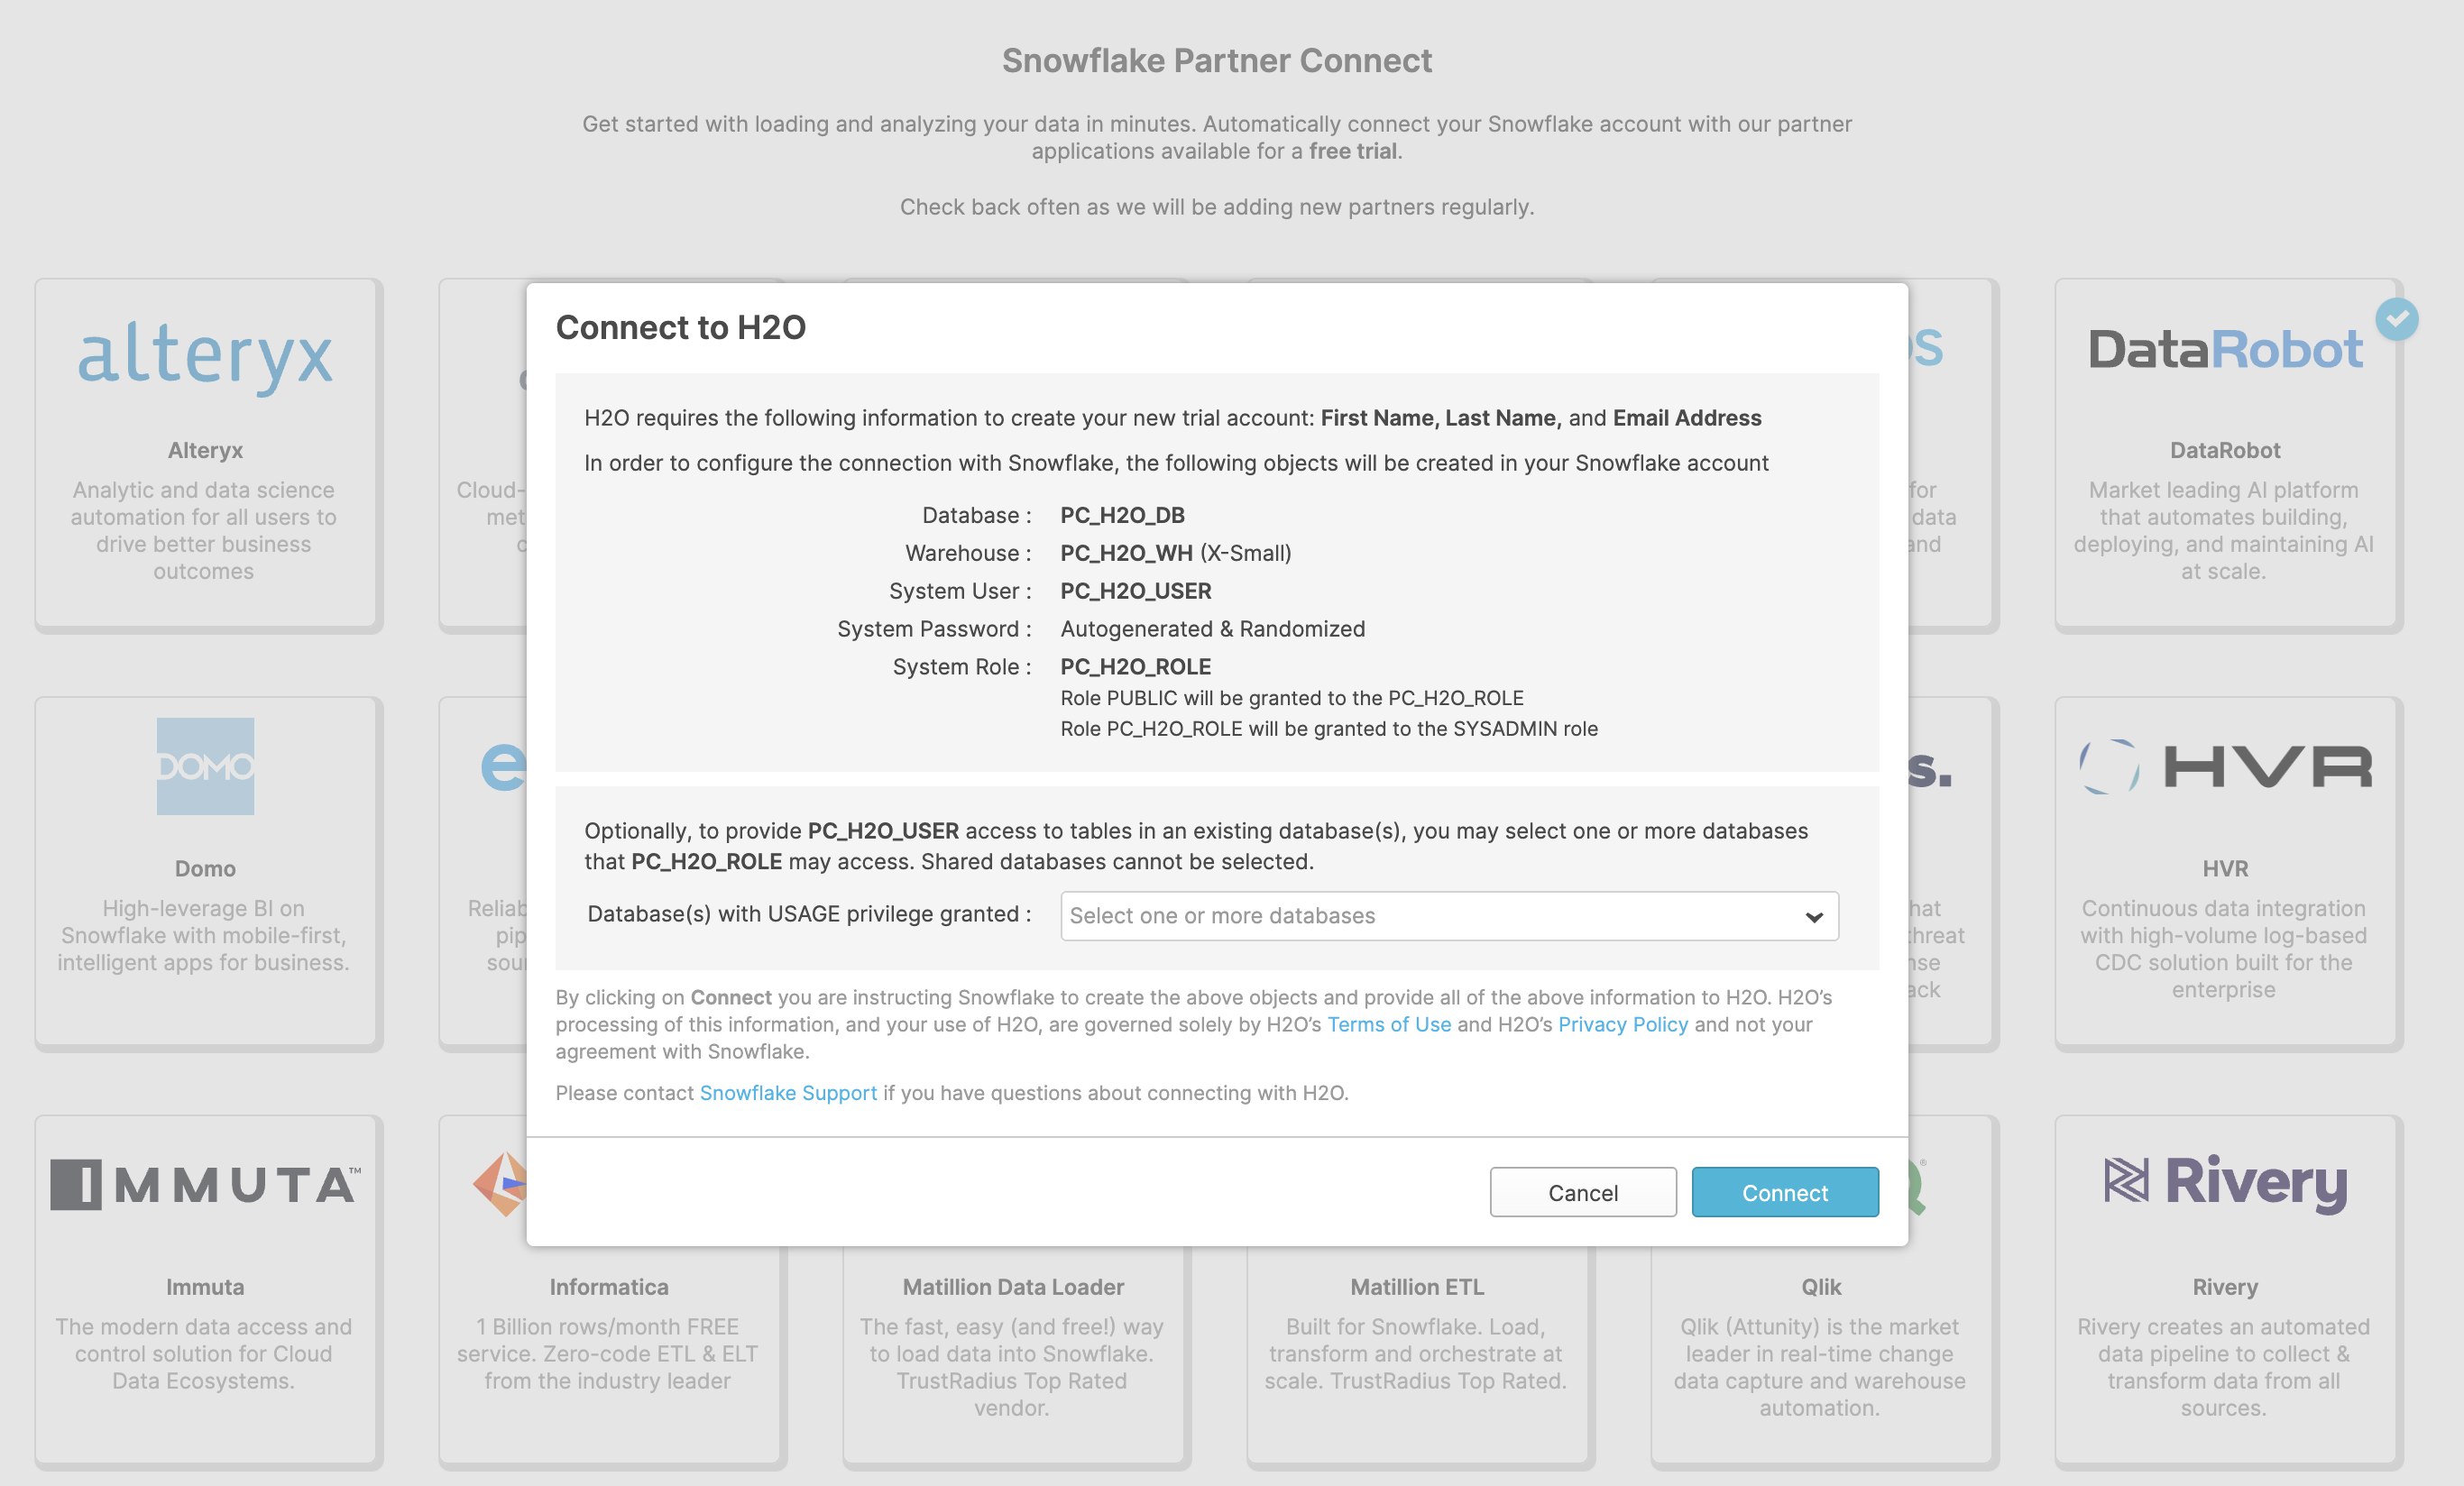 Snowflake Partner Connect
Get started with loading and analyzing your data in minutes. Automatically connect your Snowflake account with our partner
applications available for a free trial.
Check back often as we will be adding new partners regularly.
Connect to H2O
H2O requires the following information to create your new trial account: First Name, Last Name, and Email Address
In order to configure the connection with Snowflake, the following objects will be created in your Snowflake account
Database : PC_H2O_DB
Warehouse : PC_H2O_WH (X-Small)
System User : PC_H2O_USER
System Password : Autogenerated & Randomized
System Role : PC_H2O_ROLE
Role PUBLIC will be granted to the PC_H2O_ROLE
Role PC_H2O_ROLE will be granted to the SYSADMIN role
Optionally, to provide PC_H2O_USER access to tables in an existing database(s), you may select one or more databases
that PC_H2O_ROLE may access. Shared databases cannot be selected.
Database(s) with USAGE privilege granted : Select one or more databases
By clicking on Connect you are instructing Snowflake to create the above objects and provide all of the above information to H2O. H2O’s
processing of this information, and your use of H2O, are governed solely by H2O’s Terms of Use and H2O’s Privacy Policy and not your
agreement with Snowflake.
Please contact Snowflake Support if you have questions about connecting with H2O.
Cancel
Connect
alteryx
Alteryx
Analytic and data science
automation for all users to
drive better business
outcomes
Cloud-
for
data
and
DataRobot
DataRobot
Market leading AI platform
that automates building,
deploying, and maintaining AI
at scale.
DOMO
Domo
High-leverage BI on
Snowflake with mobile-first,
intelligent apps for business.
HVR
HVR
Continuous data integration
with high-volume log-based
CDC solution built for the
enterprise
IMMUTA™
Immuta
The modern data access and
control solution for Cloud
Data Ecosystems.
Informatica
1 Billion rows/month FREE
service. Zero-code ETL & ELT
from the industry leader
Matillion Data Loader
The fast, easy (and free!) way
to load data into Snowflake.
TrustRadius Top Rated
vendor.
Matillion ETL
Built for Snowflake. Load,
transform and orchestrate at
scale. TrustRadius Top Rated.
Qlik
Qlik (Attunity) is the market
leader in real-time change
data capture and warehouse
automation.
Rivery
Rivery
Rivery creates an automated
data pipeline to collect &
transform data from all
sources.